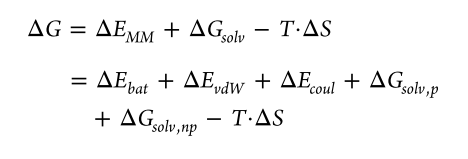 ΔG = ΔE_MM + ΔG_solv − T·ΔS
= ΔE_bat + ΔE_vdW + ΔE_coul + ΔG_solv,p
+ ΔG_solv,np − T·ΔS